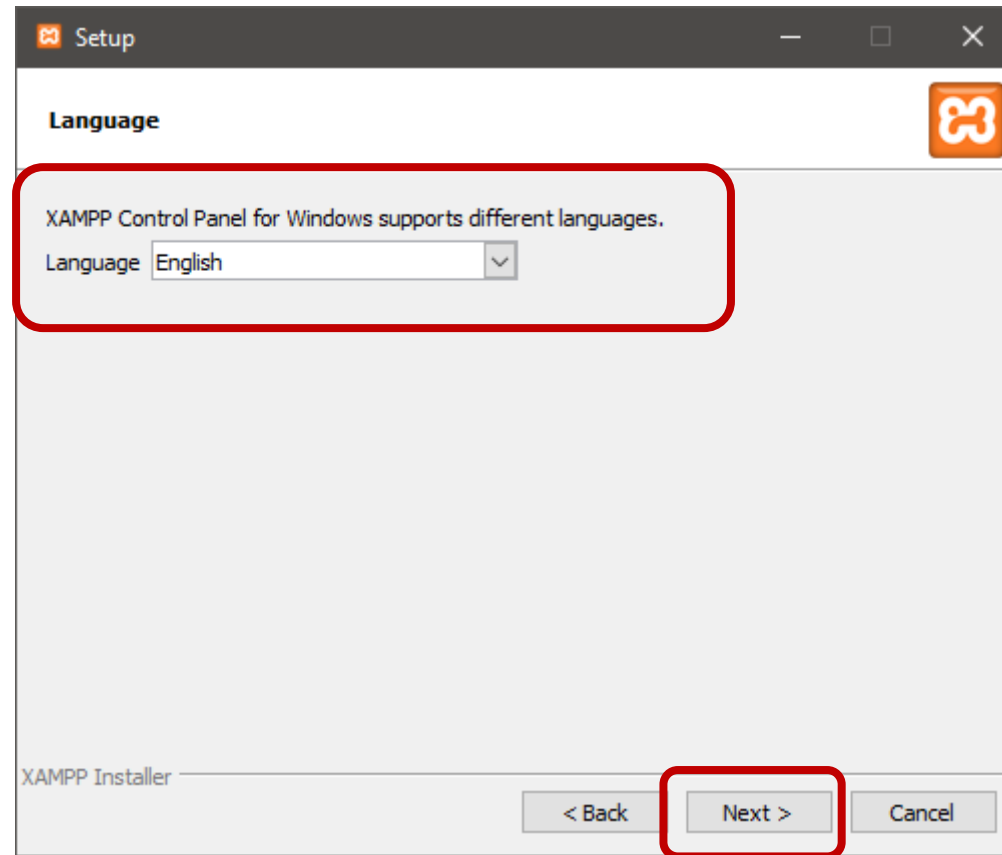 Setup
Language
XAMPP Control Panel for Windows supports different languages.
Language English
XAMPP Installer
< Back Next > Cancel